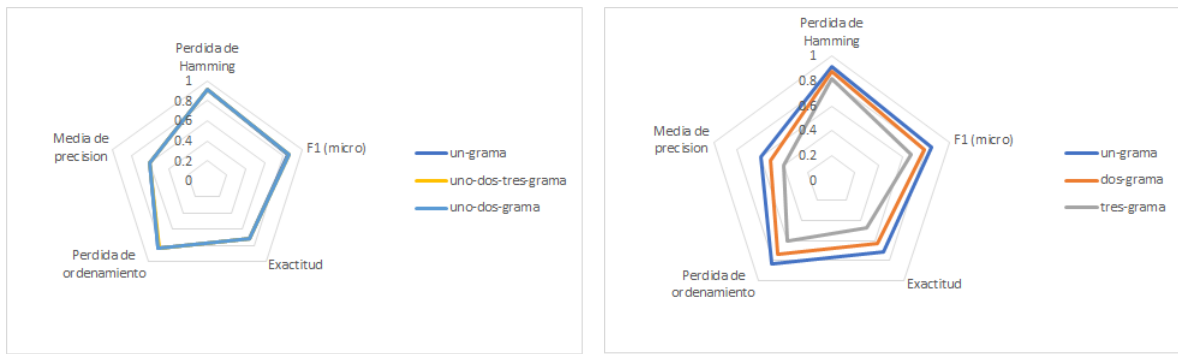 Perdida de
Hamming
1
0.8
0.6
0.4
0.2
0
F1 (micro)
Exactitud
Perdida de
ordenamiento
Media de
precision
un-grama
uno-dos-tres-grama
uno-dos-grama
Perdida de
Hamming
1
0.8
0.6
0.4
0.2
0
F1 (micro)
Exactitud
Perdida de
ordenamiento
Media de
precision
un-grama
dos-grama
tres-grama